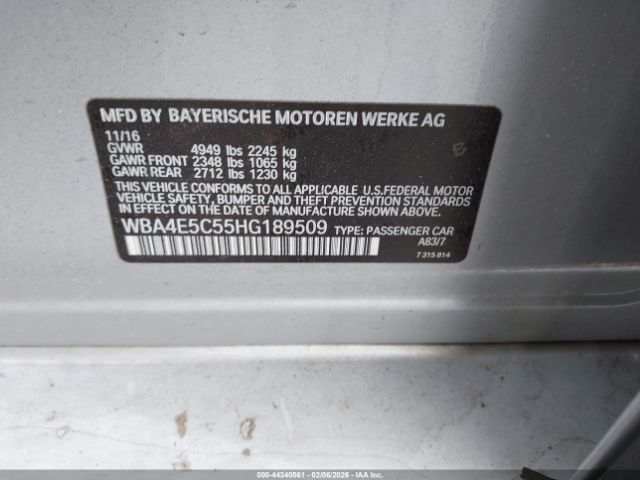 MFD BY BAYERISCHE MOTOREN WERKE AG
11/16
GVWR 4949 lbs 2245 kg
GAWR FRONT 2348 lbs 1065 kg
GAWR REAR 2712 lbs 1230 kg
THIS VEHICLE CONFORMS TO ALL APPLICABLE U.S.FEDERAL MOTOR
VEHICLE SAFETY, BUMPER AND THEFT PREVENTION STANDARDS
IN EFFECT ON THE DATE OF MANUFACTURE SHOWN ABOVE.
WBA4E5C55HG189509 TYPE: PASSENGER CAR
A83/7
7 315 814
000-44340561 | 02/06/2026 - IAAI.COM | COPART